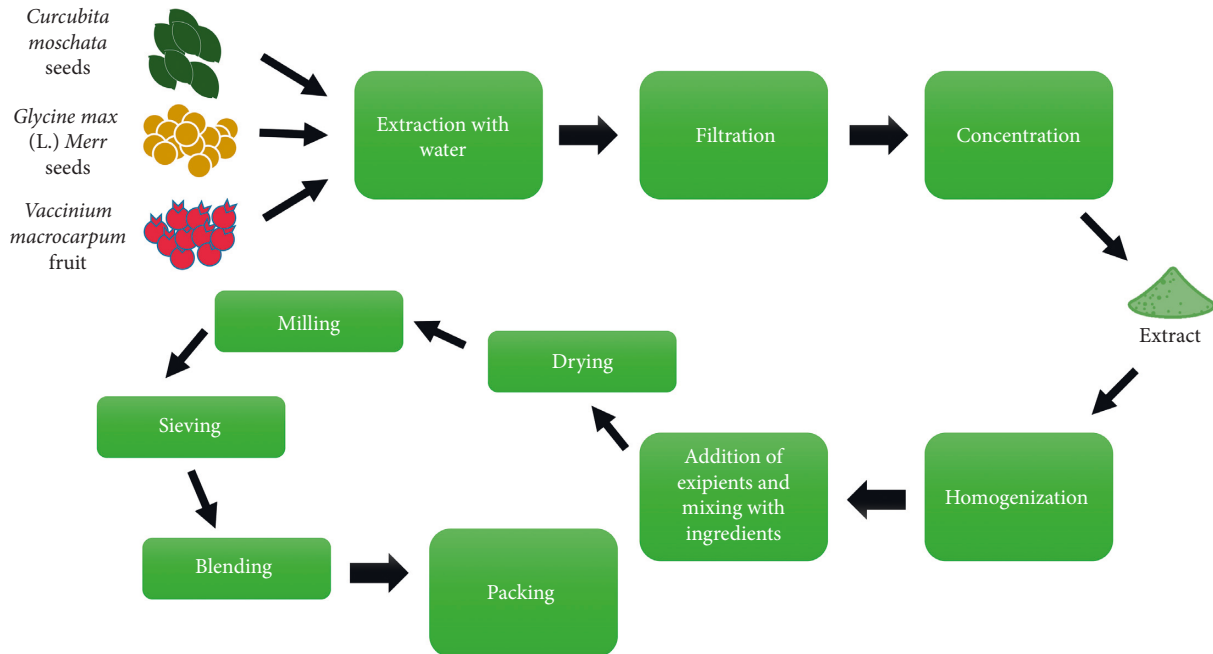 Curcubita
moschata
seeds
Glycine max
(L.) Merr
seeds
Vaccinium
macrocarpum
fruit
Extraction with
water
Filtration
Concentration
Extract
Homogenization
Addition of
exipients and
mixing with
ingredients
Drying
Milling
Sieving
Blending
Packing